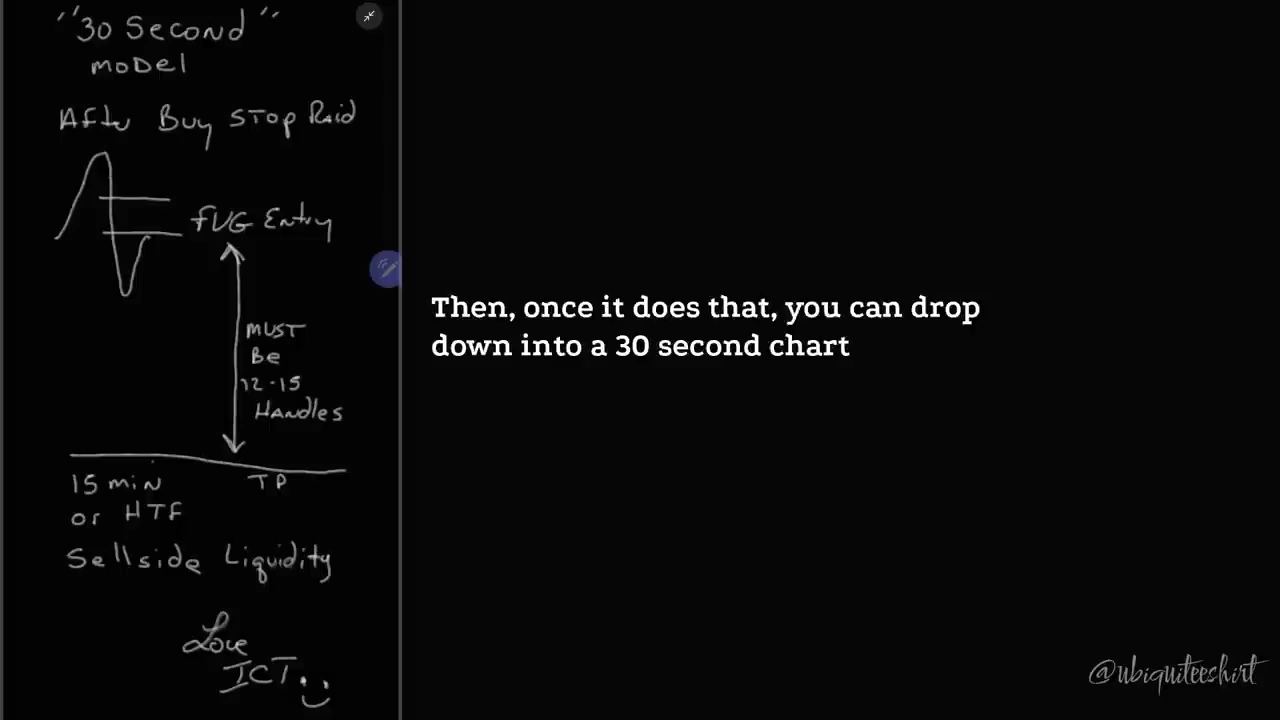 "30 Second"
moDel
After Buy STop Raid
FVG Entry
MUST
Be
12-15
HANdles
15 miN
TP
or HTF
Sellside Liquidity
Love
ICT
Then, once it does that, you can drop
down into a 30 second chart
@ubiquiteeshirt